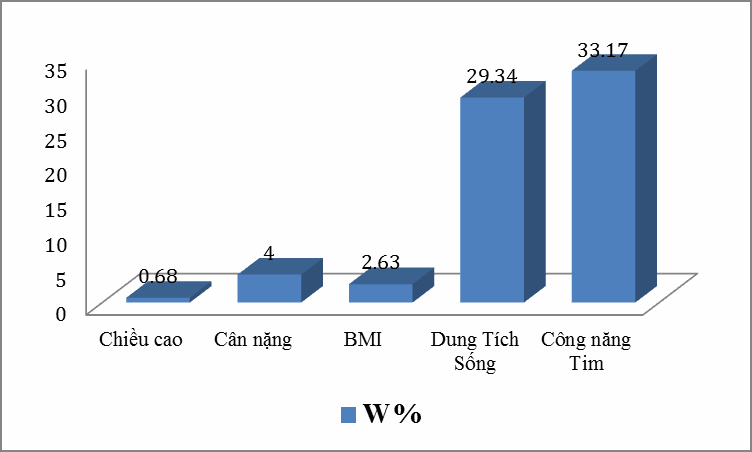 35
30
25
20
15
10
5
0
0.68
4
2.63
29.34
33.17
Chiều cao
Cân nặng
BMI
Dung Tích
Sống
Công năng
Tim
W%